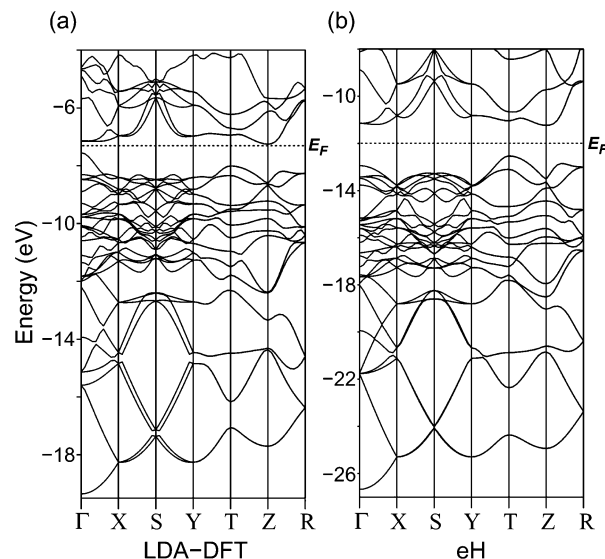 (a)
(b)
Energy (eV)
−6
−10
−14
−18
E_F
Γ X S Y T Z R
LDA−DFT
−10
−14
−18
−22
−26
E_F
Γ X S Y T Z R
eH